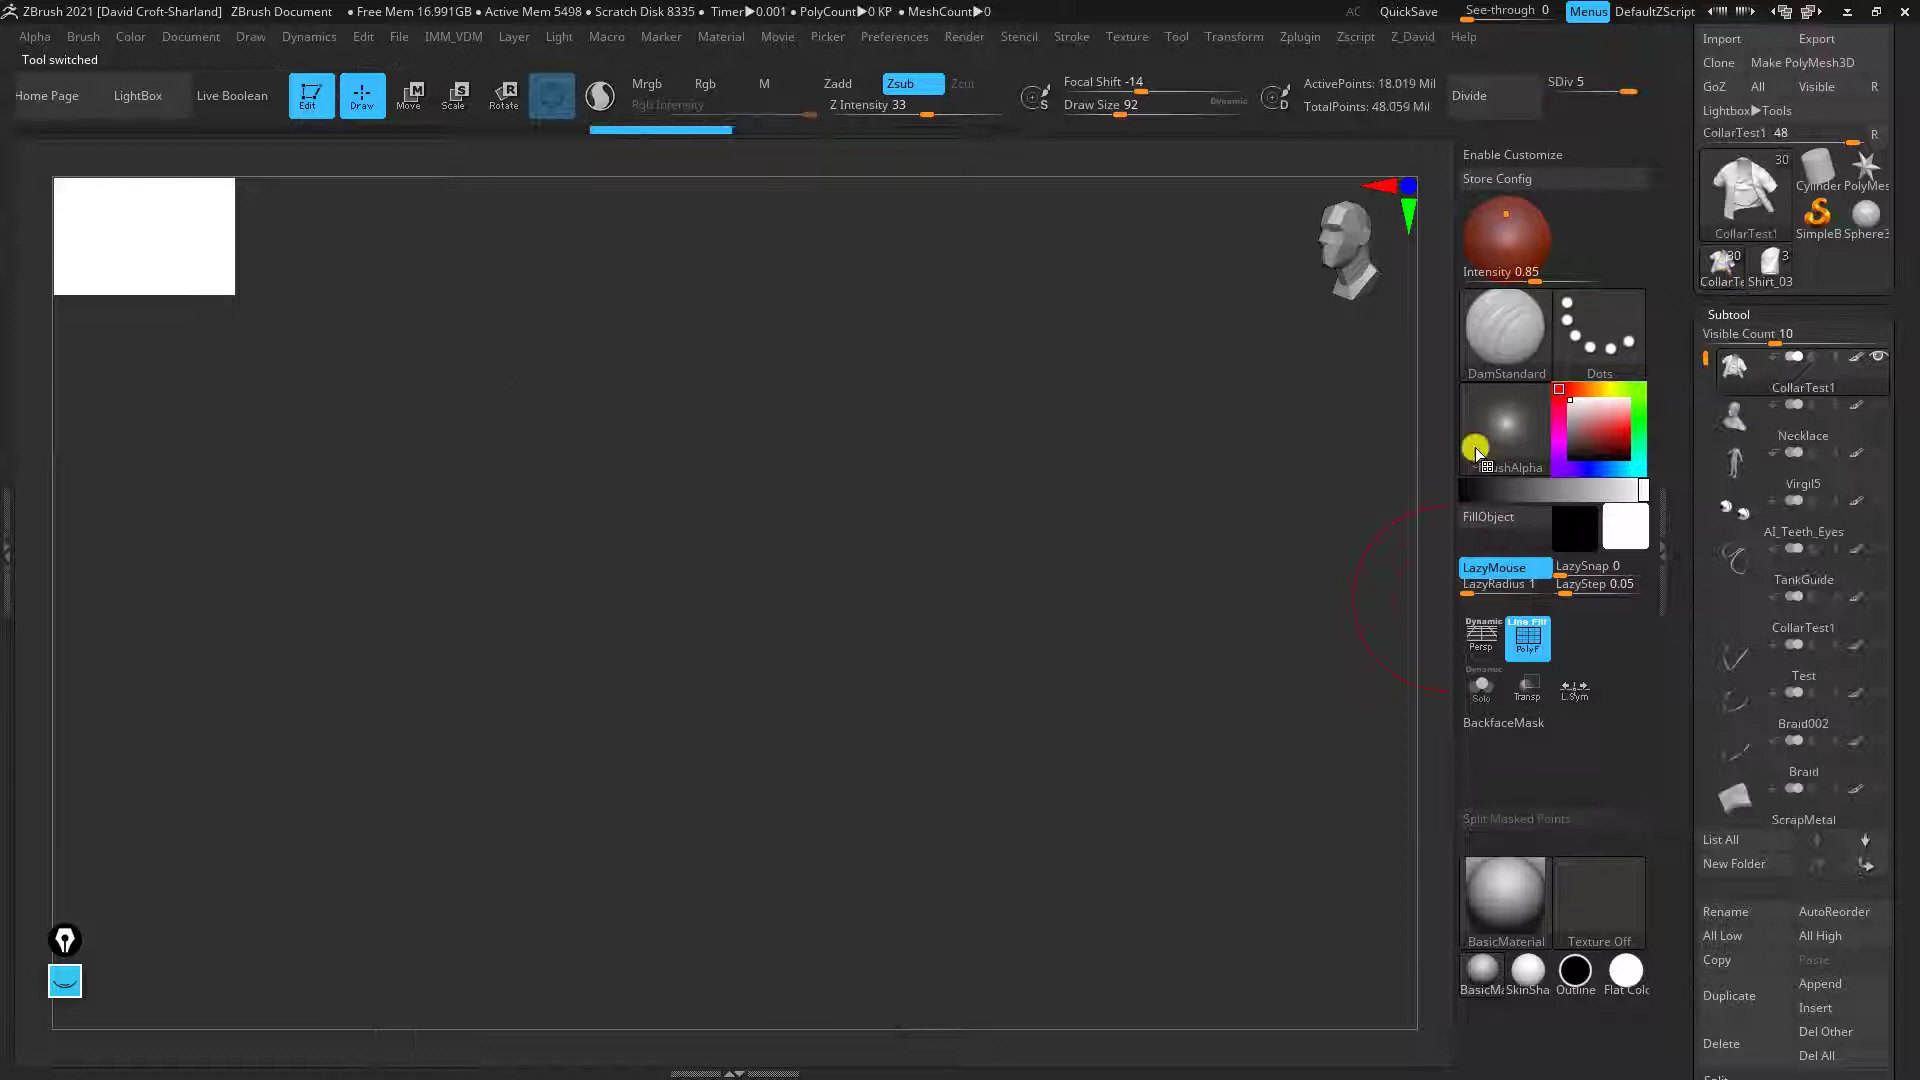 ZBrush 2021 [David Croft-Sharland] ZBrush Document ● Free Mem 16.991GB ● Active Mem 5498 ● Scratch Disk 8335 ● Timer▶0.001 ● PolyCount▶0 KP ● MeshCount▶0 AC QuickSave See-through 0 Menus DefaultZScript
Alpha Brush Color Document Draw Dynamics Edit File IMM_VDM Layer Light Macro Marker Material Movie Picker Preferences Render Stencil Stroke Texture Tool Transform Zplugin Zscript Z_David Help
Tool switched
Home Page LightBox Live Boolean Edit Draw Move Scale Rotate
Mrgb Rgb M Zadd Zsub Zcut
Rgb Intensity Z Intensity 33
Focal Shift -14
Draw Size 92 Dynamic
S D
ActivePoints: 18.019 Mil
TotalPoints: 48.059 Mil
Divide SDiv 5
Enable Customize
Store Config
Intensity 0.85
DamStandard Dots
FillObject
LazyMouse LazySnap 0
LazyRadius 1 LazyStep 0.05
Dynamic Line Fill
Persp PolyF
Dynamic
Solo Transp L.Sym
BackfaceMask
Split Masked Points
BasicMaterial Texture Off
BasicMa SkinSha Outline Flat Colo
Import Export
Clone Make PolyMesh3D
GoZ All Visible R
Lightbox▶Tools
CollarTest1 48 R
30
Cylinder PolyMes
CollarTest1 SimpleB Sphere3
30 3
CollarTe Shirt_03
Subtool
Visible Count 10
CollarTest1
Necklace
Virgil5
AI_Teeth_Eyes
TankGuide
CollarTest1
Test
Braid002
Braid
ScrapMetal
List All
New Folder
Rename AutoReorder
All Low All High
Copy Paste
Append
Duplicate
Insert
Del Other
Delete
Del All
Split